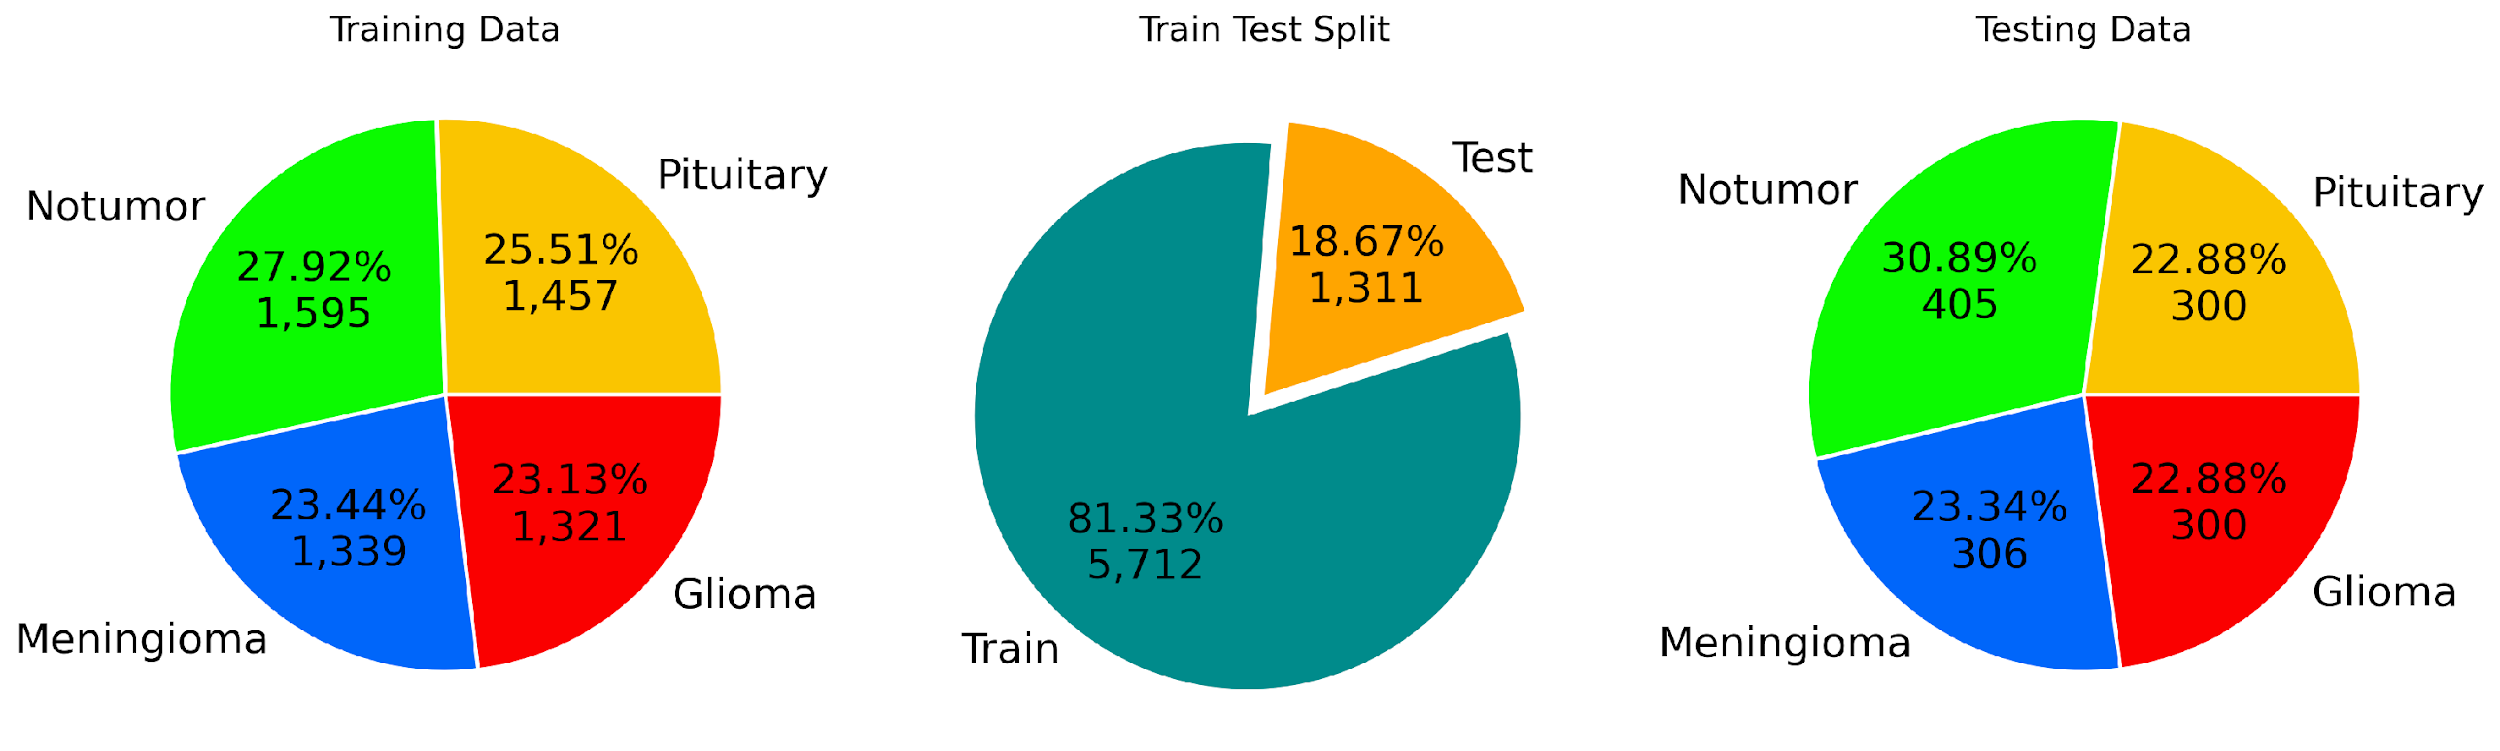 Training Data
Pituitary
Notumor
25.51%
1,457
27.92%
1,595
23.44%
1,339
23.13%
1,321
Glioma
Meningioma
Train Test Split
Test
18.67%
1,311
81.33%
5,712
Train
Testing Data
Notumor
Pituitary
30.89%
405
22.88%
300
23.34%
306
22.88%
300
Glioma
Meningioma